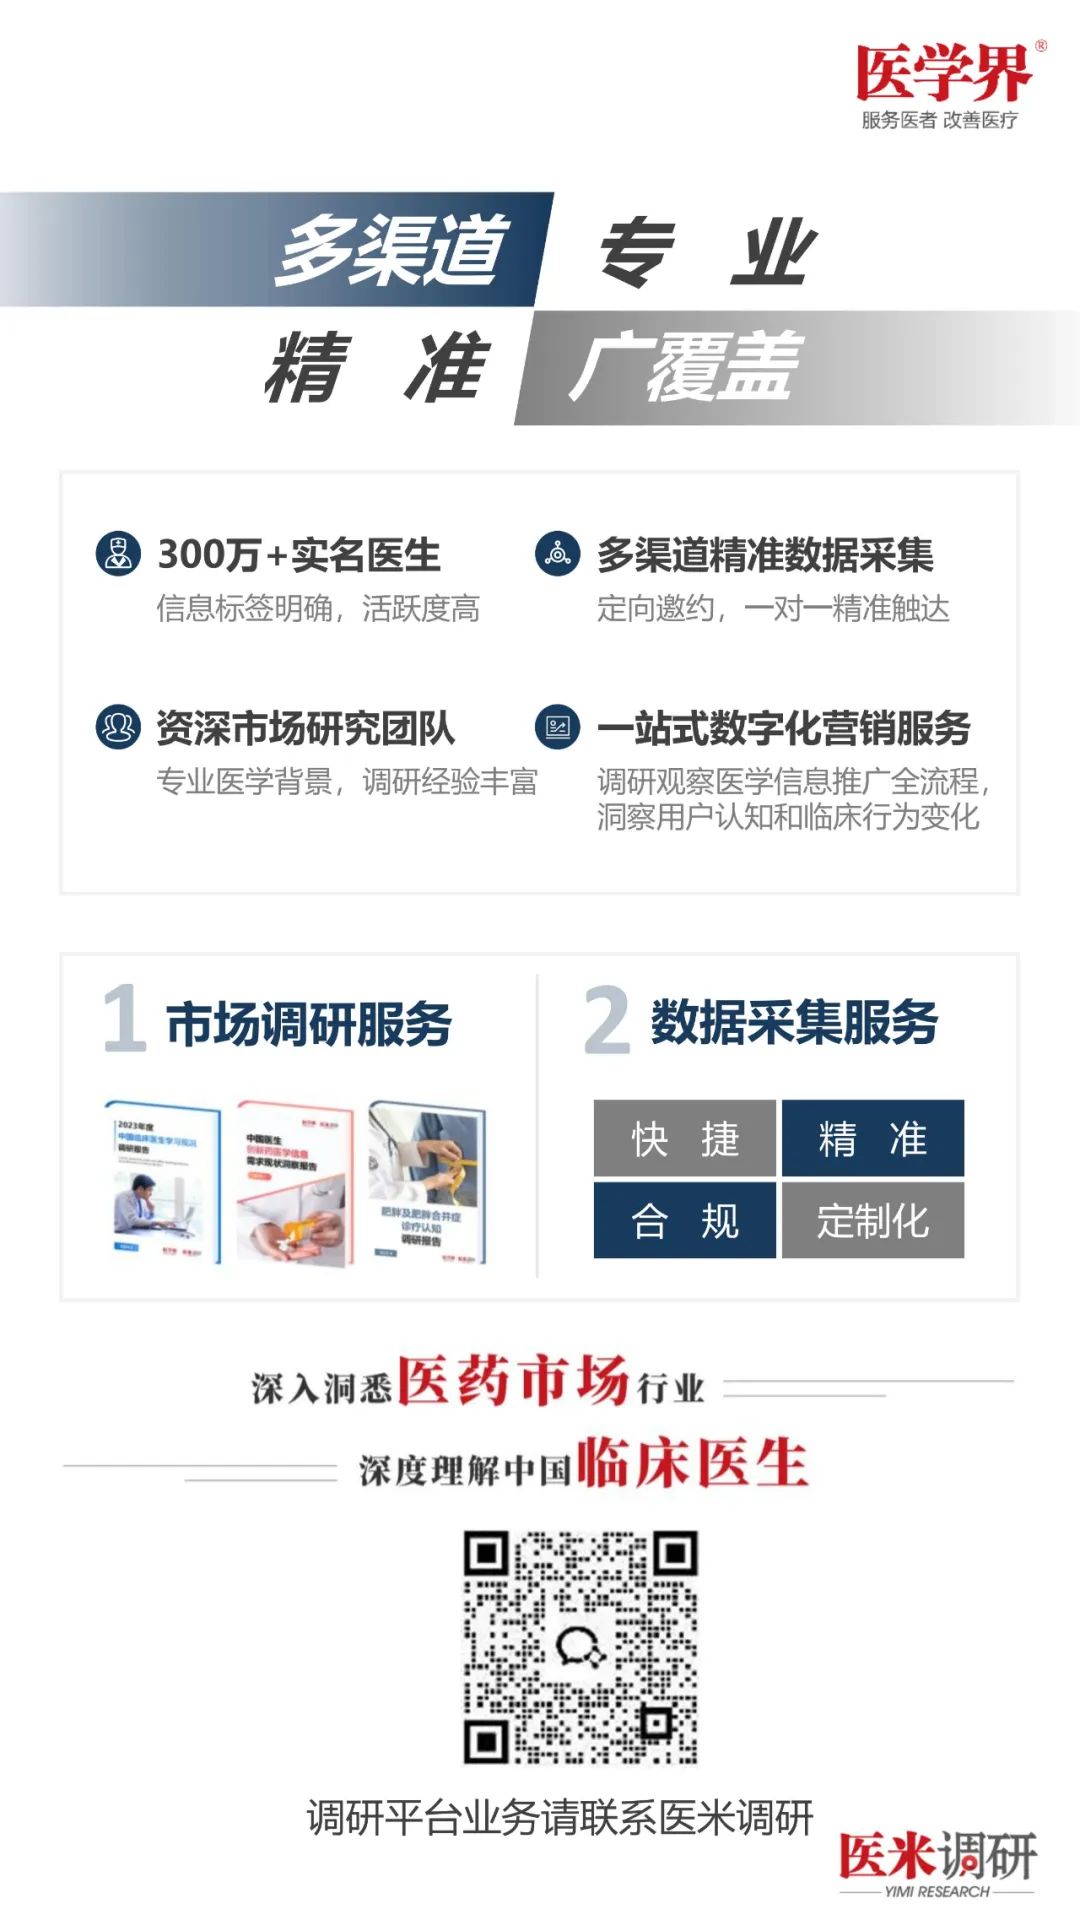 医学界®
服务医者 改善医疗
多渠道 专 业
精 准 广覆盖
300万+实名医生
信息标签明确，活跃度高
多渠道精准数据采集
定向邀约，一对一精准触达
资深市场研究团队
专业医学背景，调研经验丰富
一站式数字化营销服务
调研观察医学信息推广全流程，
洞察用户认知和临床行为变化
1 市场调研服务
2023年度
中国临床医生学习现况
调研报告
中国医生
创新药医学信息
需求现状洞察报告
肥胖及肥胖合并症
诊疗认知
调研报告
2 数据采集服务
快 捷
精 准
合 规
定制化
深入洞悉医药市场行业
深度理解中国临床医生
调研平台业务请联系医米调研
医米调研
YIMI RESEARCH